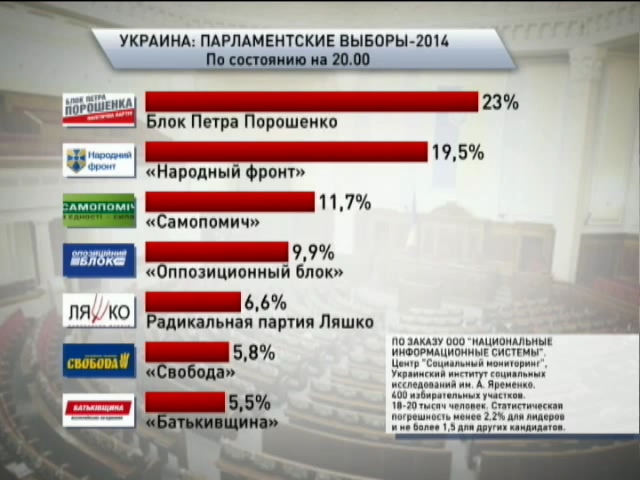 УКРАИНА: ПАРЛАМЕНТСКИЕ ВЫБОРЫ-2014
По состоянию на 20.00
БЛОК ПЕТРА
ПОРОШЕНКА
23%
Блок Петра Порошенко
Народний
фронт
19,5%
«Народный фронт»
САМОПОМІЧ
11,7%
«Самопомич»
ОПОЗИЦІЙНИЙ
БЛОК
9,9%
«Оппозиционный блок»
ЛЯШКО
6,6%
Радикальная партия Ляшко
СВОБОДА
5,8%
«Свобода»
БАТЬКІВЩИНА
5,5%
«Батькивщина»
ПО ЗАКАЗУ ООО "НАЦИОНАЛЬНЫЕ
ИНФОРМАЦИОННЫЕ СИСТЕМЫ".
Центр "Социальный мониторинг",
Украинский институт социальных
исследований им. А. Яременко.
400 избирательных участков.
18-20 тысяч человек. Статистическая
погрешность менее 2,2% для лидеров
и не более 1,5 для других кандидатов.